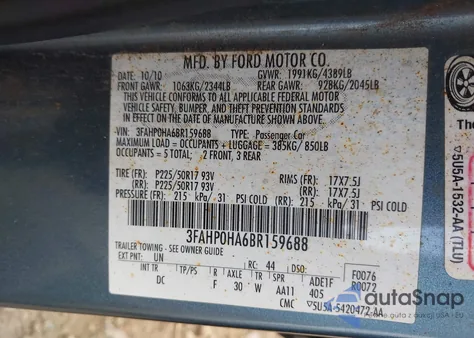 MFD. BY FORD MOTOR CO.
DATE: 10/10 GVWR: 1991KG/4389LB
FRONT GAWR: 1063KG/2344LB REAR GAWR: 928KG/2045LB
THIS VEHICLE CONFORMS TO ALL APPLICABLE FEDERAL MOTOR
VEHICLE SAFETY, BUMPER, AND THEFT PREVENTION STANDARDS
IN EFFECT ON THE DATE OF MANUFACTURE SHOWN ABOVE.
VIN: 3FAHP0HA6BR159688 TYPE: Passenger Car
MAXIMUM LOAD = OCCUPANTS + LUGGAGE = 385KG/850LB
OCCUPANTS = 5 TOTAL; 2 FRONT, 3 REAR
TIRE (FR): P225/50R17 93V RIMS (FR): 17X7.5J
(RR): P225/50R17 93V (RR): 17X7.5J
PRESSURE (FR): 215 kPa/ 31 PSI COLD
(RR): 215 kPa/ 31 PSI COLD
3FAHP0HA6BR159688
TRAILER TOWING - SEE OWNER GUIDE
EXT PNT: UN RC: 44 DSO: F0076
R0072
INT TR TP/PS R AXLE TR SPR ADE1F
DC F 30 W AA11 40S
CMC ▽5U5A-5420472-AA
The
▽5U5A-1532-AA (TLU)
autaSnap